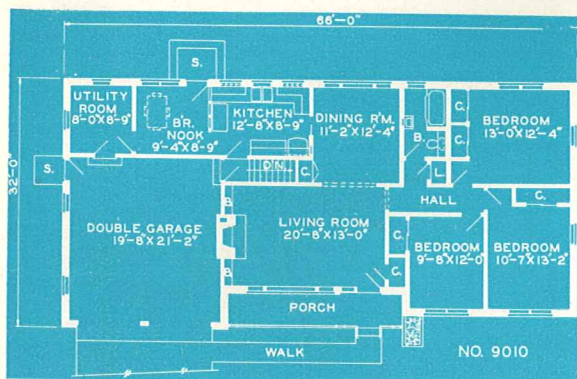 66'-0"
S.
UTILITY
ROOM
8'-0"X8'-9"
B'R.
NOOK
9'-4"X8'-9"
KITCHEN
12'-8"X8'-9"
DINING R'M.
11'-2"X12'-4"
B.
C.
C.
BEDROOM
13'-0"X12'-4"
32'-0"
S.
DN.
C.
L.
HALL
C.
B
DOUBLE GARAGE
19'-8"X21'-2"
LIVING ROOM
20'-8"X13'-0"
C.
BEDROOM
9'-8"X12'-0"
BEDROOM
10'-7"X13'-2"
B
C.
PORCH
WALK
NO. 9010